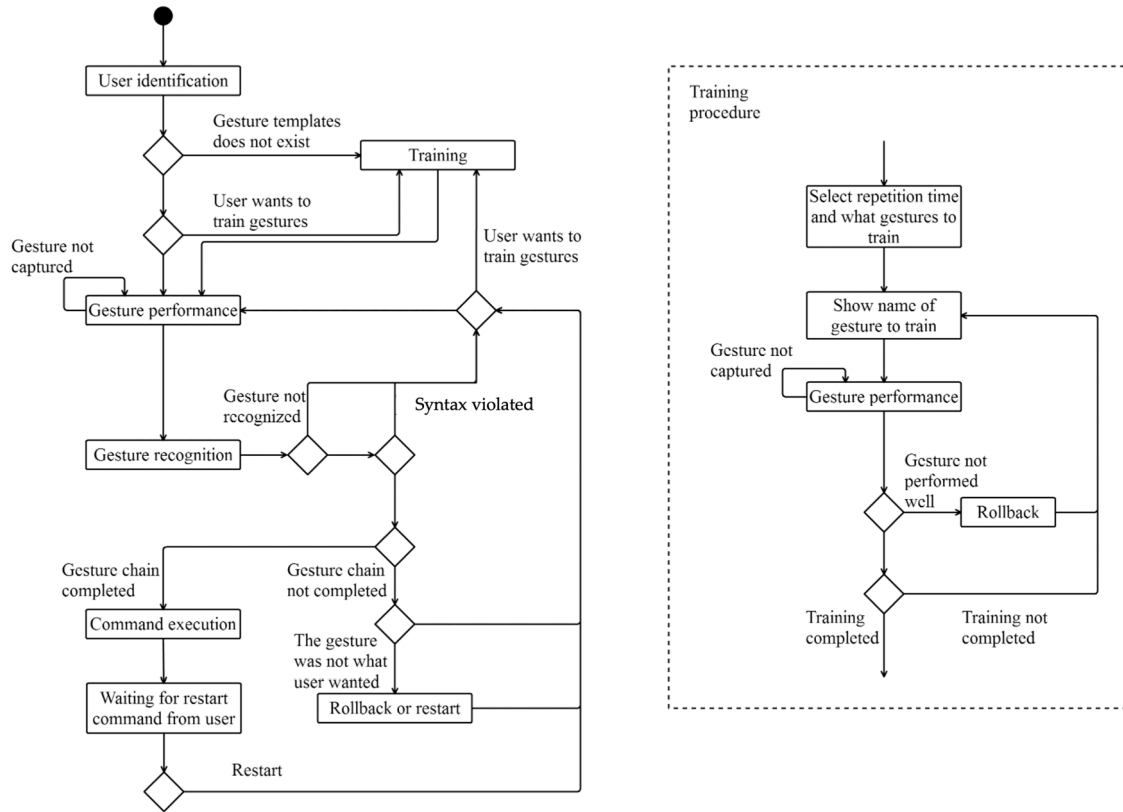 User identification
Gesture templates
does not exist
Training
User wants to
train gestures
User wants to
train gestures
Gesture not
captured
Gesture performance
Gesture not
recognized
Syntax violated
Gesture recognition
Gesture chain
completed
Gesture chain
not completed
Command execution
The gesture
was not what
user wanted
Waiting for restart
command from user
Rollback or restart
Restart
Training
procedure
Select repetition time
and what gestures to
train
Show name of
gesture to train
Gesture not
captured
Gesture performance
Gesture not
performed
well
Rollback
Training
completed
Training not
completed